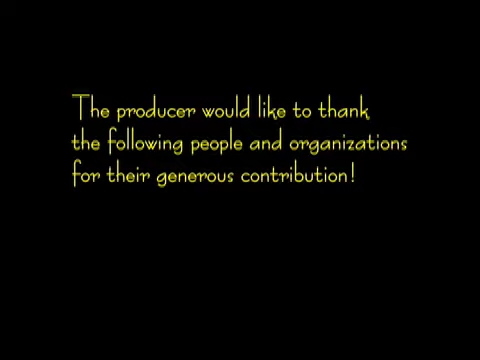 The producer would like to thank
the following people and organizations
for their generous contribution!